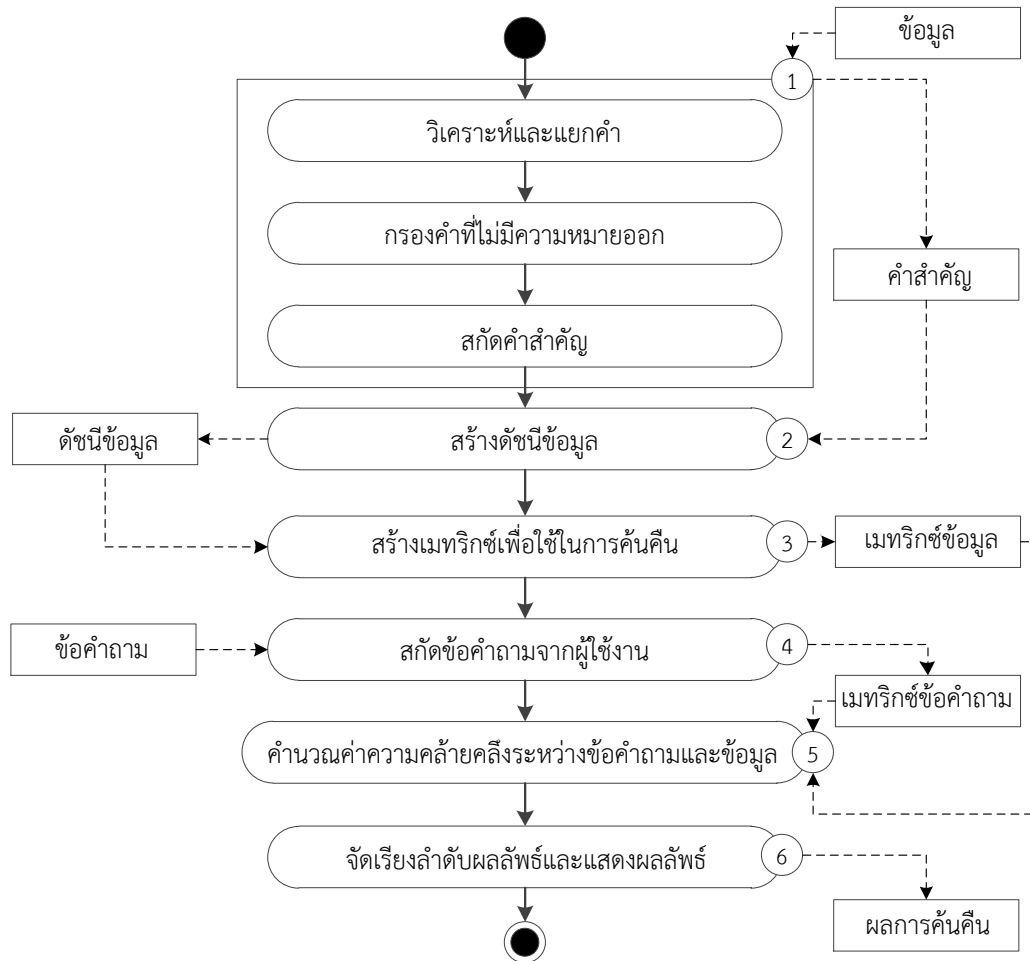 ข้อมูล
1
วิเคราะห์และแยกคำ
กรองคำที่ไม่มีความหมายออก
คำสำคัญ
สกัดคำสำคัญ
ดัชนีข้อมูล
สร้างดัชนีข้อมูล
2
สร้างเมทริกซ์เพื่อใช้ในการค้นคืน
3
เมทริกซ์ข้อมูล
ข้อคำถาม
สกัดข้อคำถามจากผู้ใช้งาน
4
เมทริกซ์ข้อคำถาม
คำนวณค่าความคล้ายคลึงระหว่างข้อคำถามและข้อมูล
5
จัดเรียงลำดับผลลัพธ์และแสดงผลลัพธ์
6
ผลการค้นคืน